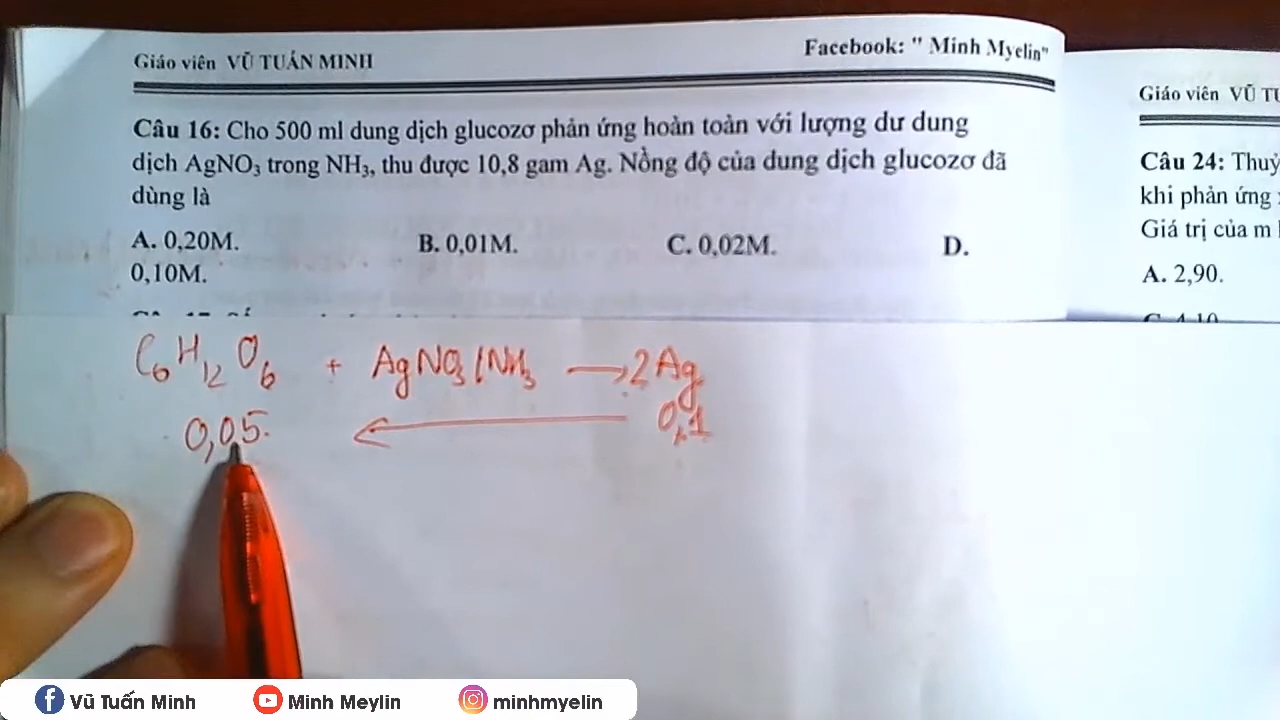 Giáo viên VŨ TUẤN MINH
Facebook: " Minh Myelin"
Câu 16: Cho 500 ml dung dịch glucozơ phản ứng hoàn toàn với lượng dư dung
dịch AgNO₃ trong NH₃, thu được 10,8 gam Ag. Nồng độ của dung dịch glucozơ đã
dùng là
A. 0,20M. B. 0,01M. C. 0,02M. D.
0,10M.
C₆H₁₂O₆ + AgNO₃/NH₃ → 2Ag
0,05 ← 0,1
Giáo viên VŨ
Câu 24:
khi phản ứng
Giá trị của m
A. 2,90.
Vũ Tuấn Minh
Minh Meylin
minhmyelin